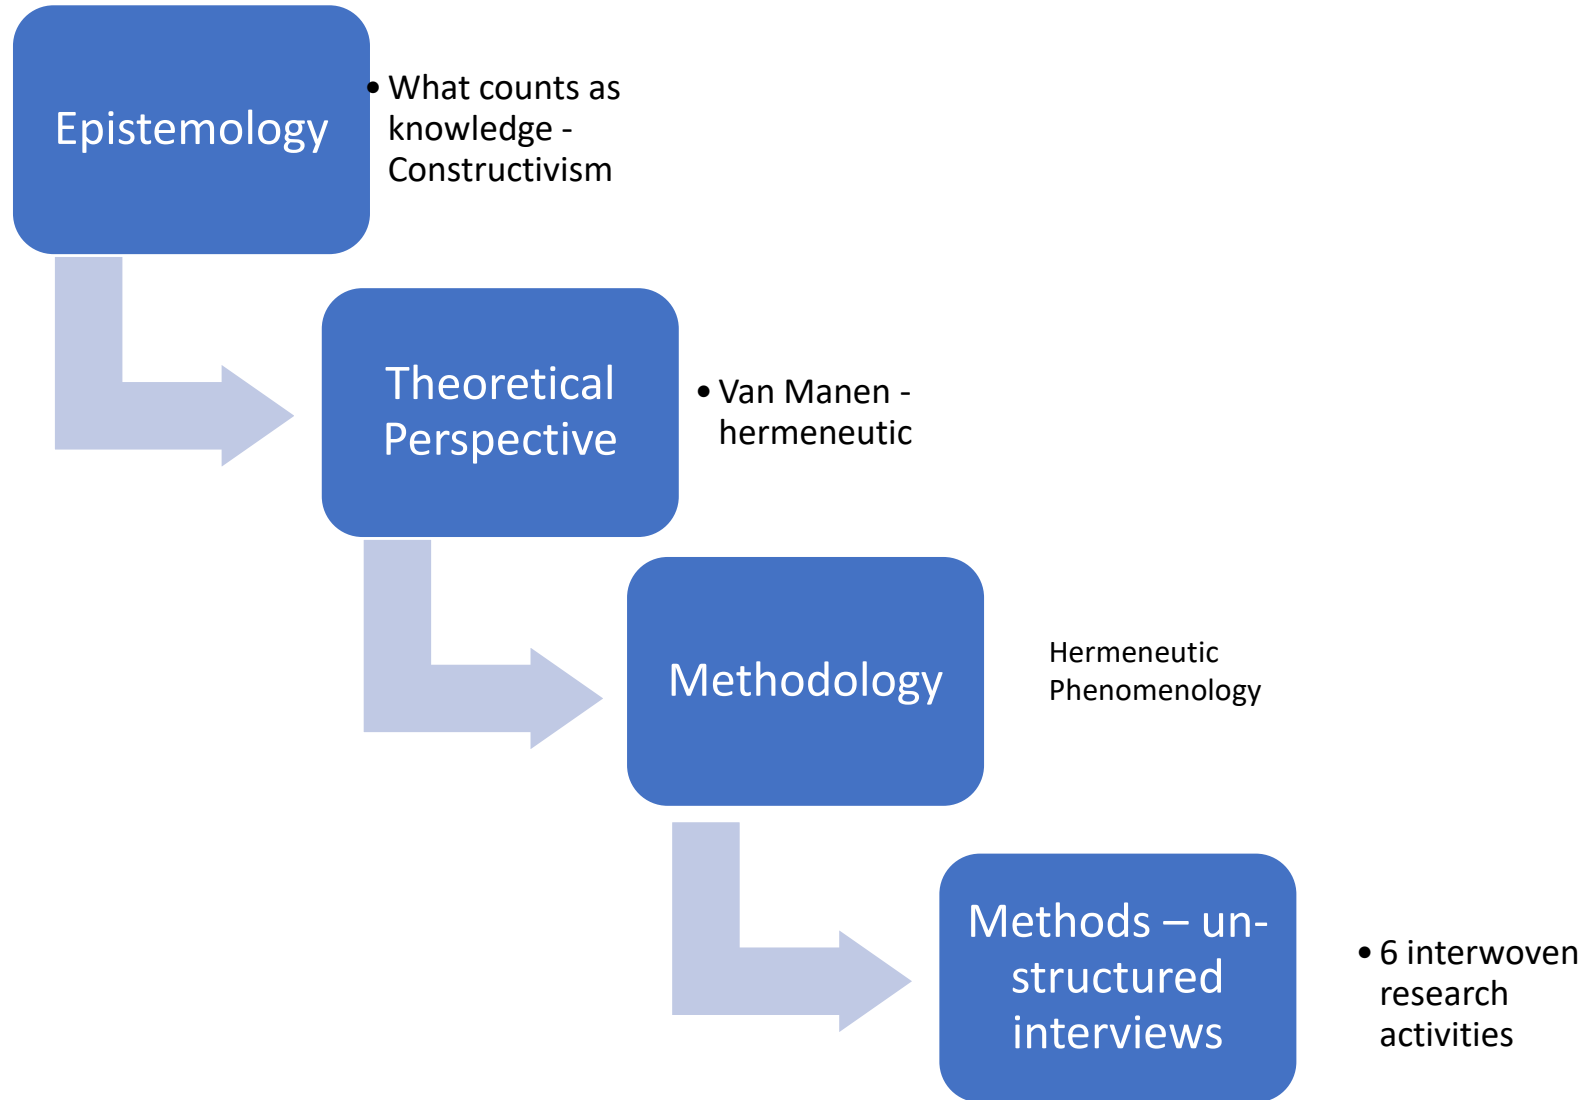 Epistemology
• What counts as
knowledge -
Constructivism
Theoretical
Perspective
• Van Manen -
hermeneutic
Methodology
Hermeneutic
Phenomenology
Methods – un-
structured
interviews
• 6 interwoven
research
activities